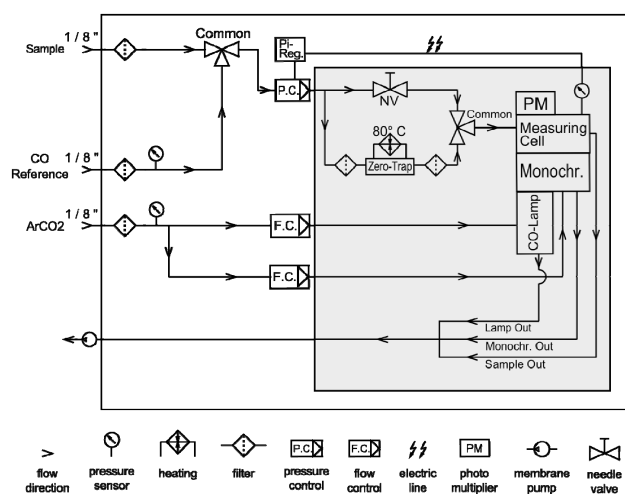 Sample
1 / 8 "
Common
Pi-
Reg.
P.C.
NV
Common
PM
Measuring
Cell
80° C
Zero-Trap
Monochr.
CO
Reference
1 / 8 "
CO-Lamp
ArCO2
1 / 8 "
F.C.
F.C.
Lamp Out
Monochr. Out
Sample Out
P.C.
F.C.
PM
flow
direction
pressure
sensor
heating
filter
pressure
control
flow
control
electric
line
photo
multiplier
membrane
pump
needle
valve